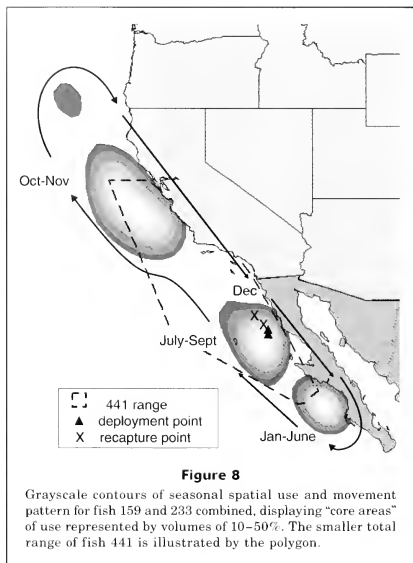 Oct-Nov
Dec
July-Sept
Jan-June
441 range
deployment point
X recapture point
Figure 8
Grayscale contours of seasonal spatial use and movement
pattern for fish 159 and 233 combined, displaying "core areas"
of use represented by volumes of 10–50%. The smaller total
range of fish 441 is illustrated by the polygon.